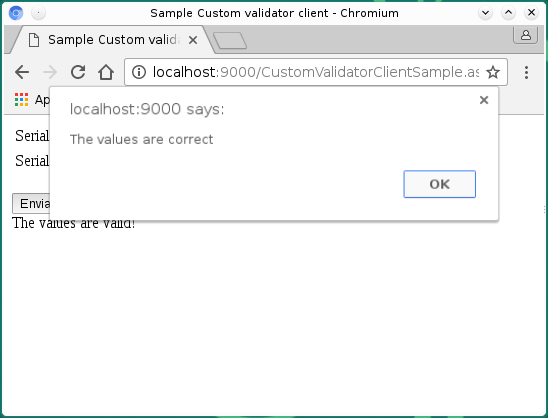 Sample Custom validator client - Chromium
Sample Custom valid
localhost:9000/CustomValidatorClientSample.as
Ap
localhost:9000 says:
The values are correct
OK
Serial
Serial
Envia
The values are valid!